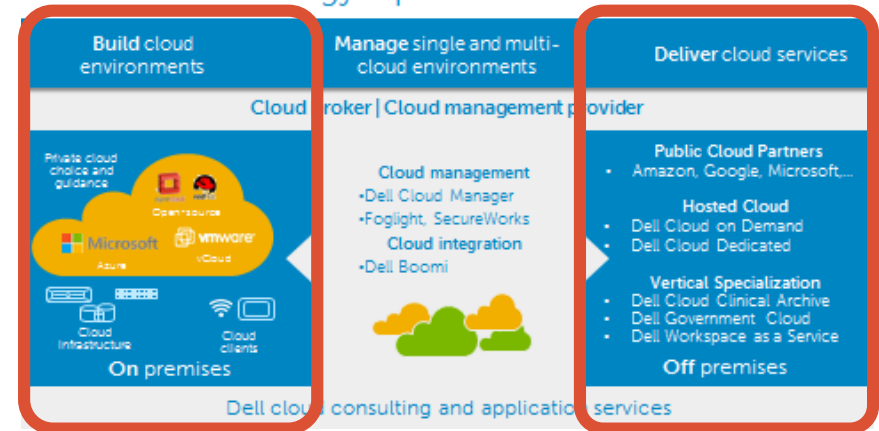 Build cloud
environments
Manage single and multi-
cloud environments
Deliver cloud services
Cloud roker | Cloud management p ovider
Private cloud
choice and
guidance
Open-source
Microsoft
Azure
vmware
vCloud
Cloud
Infrastructure
Cloud
clients
On premises
Cloud management
•Dell Cloud Manager
•Foglight, SecureWorks
Cloud integration
•Dell Boomi
Public Cloud Partners
• Amazon, Google, Microsoft,...
Hosted Cloud
• Dell Cloud on Demand
• Dell Cloud Dedicated
Vertical Specialization
• Dell Cloud Clinical Archive
• Dell Government Cloud
• Dell Workspace as a Service
Off premises
Dell cloud consulting and application services